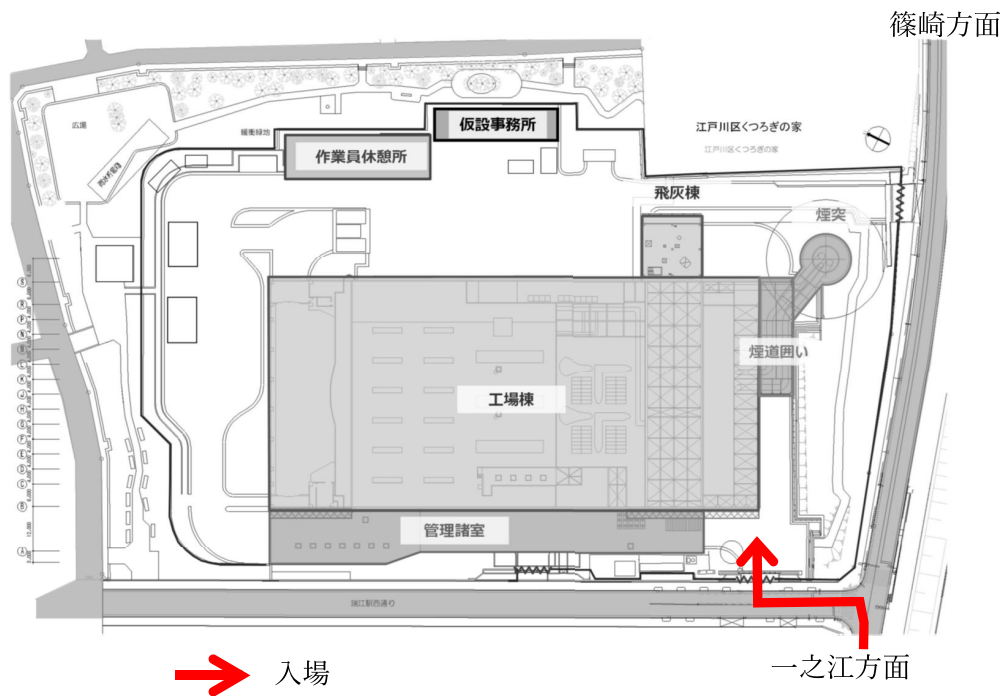 篠崎方面
仮設事務所
広場
緩衝緑地
作業員休憩所
江戸川区くつろぎの家
江戸川区くつろぎの家
飛灰棟
煙突
煙道囲い
工場棟
管理諸室
瑞江駅西通り
入場
一之江方面
S
R
P
N
L
K
J
H
G
F
E
D
C
B
A